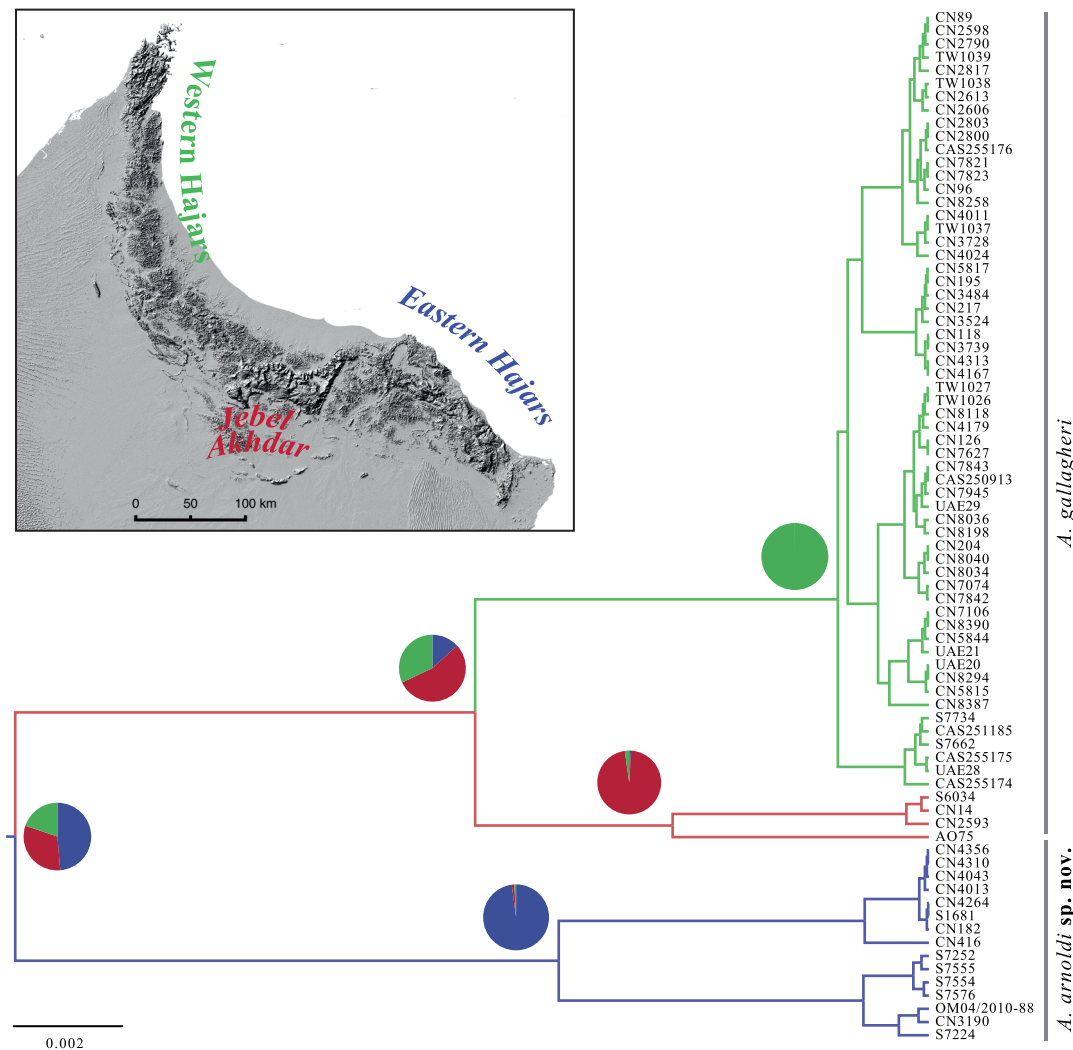 Western Hajars
Eastern Hajars
Jebel
Akhdar
0 50 100 km
CN89
CN2598
CN2790
TW1039
CN2817
TW1038
CN2613
CN2606
CN2803
CN2800
CAS255176
CN7821
CN7823
CN96
CN8258
CN4011
TW1037
CN3728
CN4024
CN5817
CN195
CN3484
CN217
CN3524
CN118
CN3739
CN4313
CN4167
TW1027
TW1026
CN8118
CN4179
CN126
CN7627
CN7843
CAS250913
CN7945
UAE29
CN8036
CN8198
CN204
CN8040
CN8034
CN7074
CN7842
CN7106
CN8390
CN5844
UAE21
UAE20
CN8294
CN5815
CN8387
S7734
CAS251185
S7662
CAS255175
UAE28
CAS255174
S6034
CN14
CN2593
AO75
CN4356
CN4310
CN4043
CN4013
CN4264
S1681
CN182
CN416
S7252
S7555
S7554
S7576
OM04/2010-88
CN3190
S7224
A. gallagheri
A. arnoldi sp. nov.
0.002